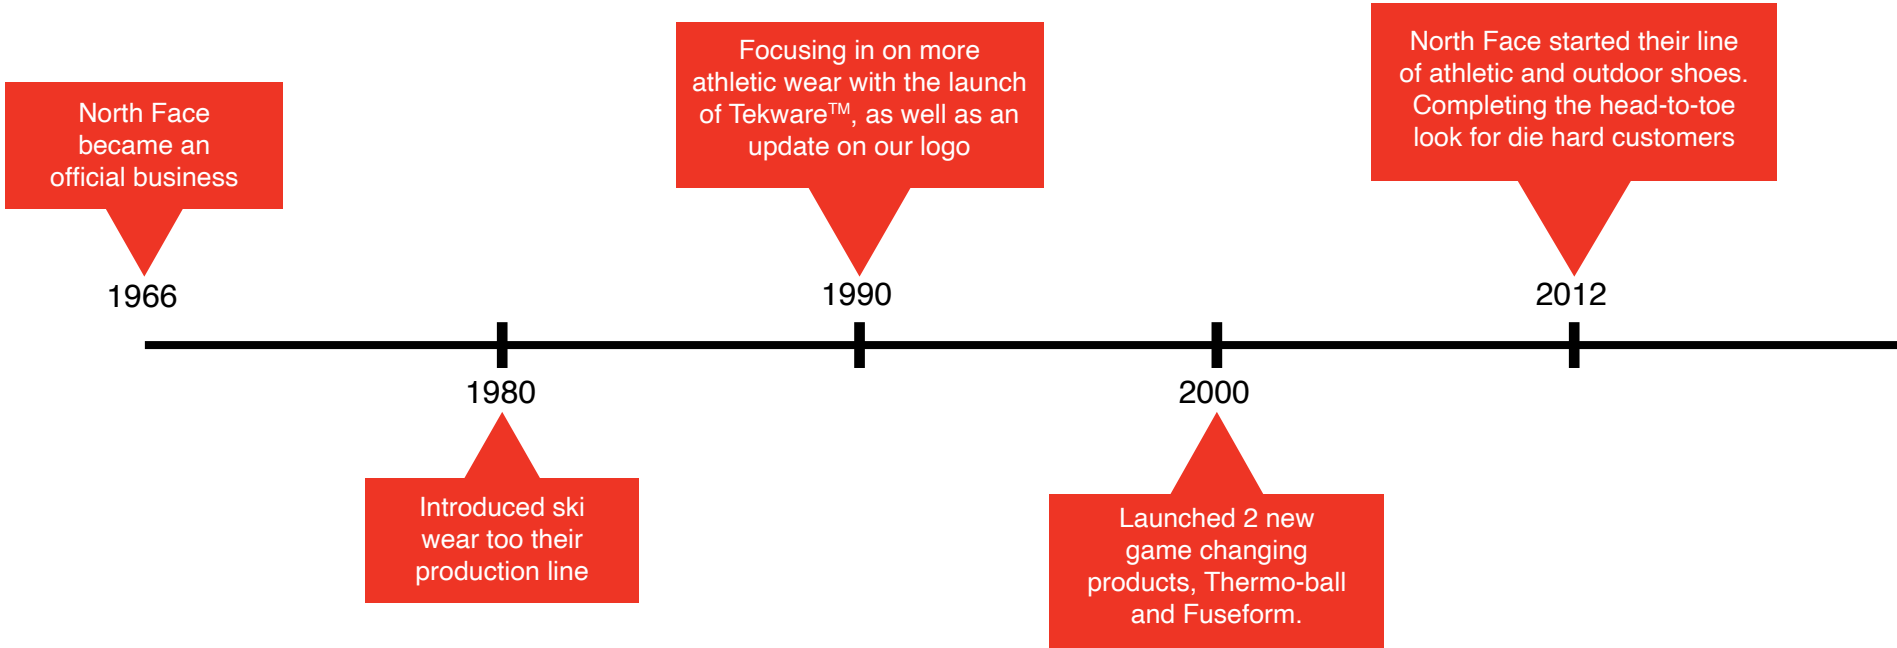 North Face
became an
official business
1966
Introduced ski
wear too their
production line
1980
Focusing in on more
athletic wear with the launch
of Tekware™, as well as an
update on our logo
1990
Launched 2 new
game changing
products, Thermo-ball
and Fuseform.
2000
North Face started their line
of athletic and outdoor shoes.
Completing the head-to-toe
look for die hard customers
2012